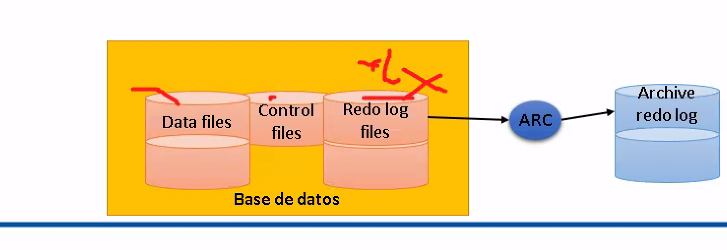 Data files
Control
files
Redo log
files
ARC
Archive
redo log
Base de datos